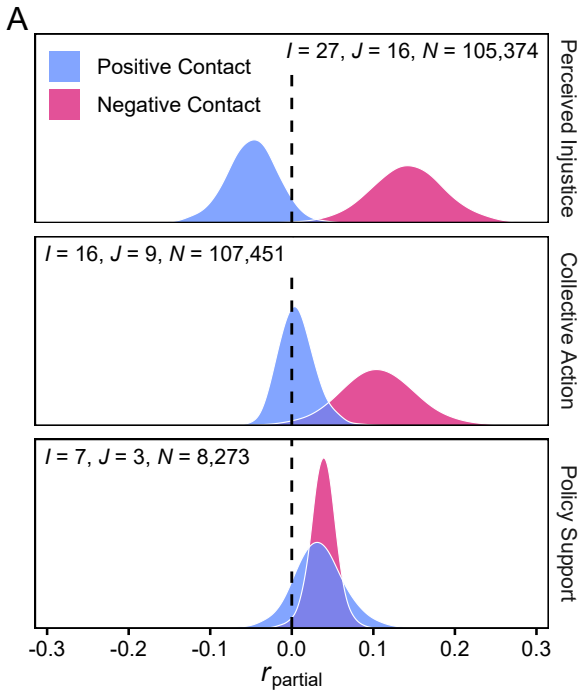 A
I = 27, J = 16, N = 105,374
Positive Contact
Negative Contact
Perceived Injustice
I = 16, J = 9, N = 107,451
Collective Action
I = 7, J = 3, N = 8,273
Policy Support
-0.3 -0.2 -0.1 0.0 0.1 0.2 0.3
rpartial